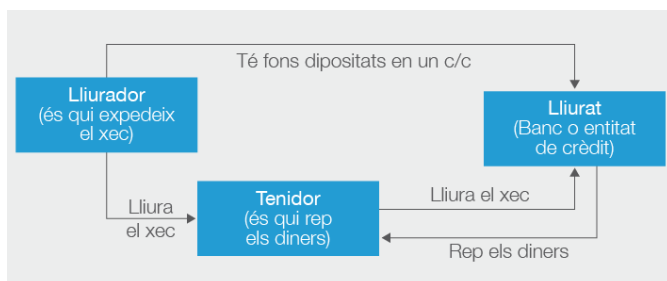 Té fons dipositats en un c/c
Lliurador
(és qui expedeix
el xec)
Lliurat
(Banc o entitat
de crèdit)
Lliura
el xec
Tenidor
(és qui rep
els diners)
Lliura el xec
Rep els diners